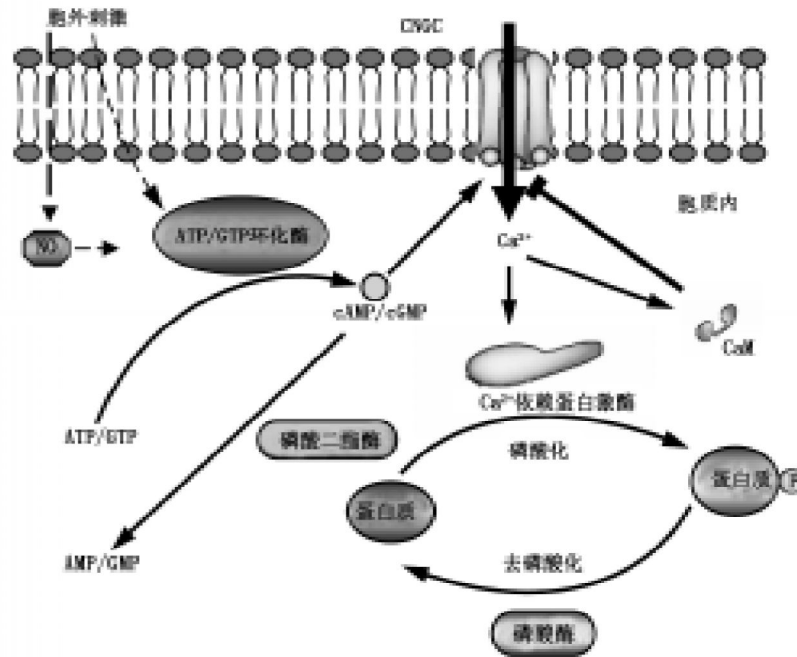 胞外刺激
CNGC
胞质内
NO
ATP/GTP环化酶
Ca²⁺
cAMP/cGMP
CaM
Ca²⁺依赖蛋白激酶
ATP/GTP
磷酸二酯酶
磷酸化
蛋白质
蛋白质 P
AMP/GMP
去磷酸化
磷酸酶